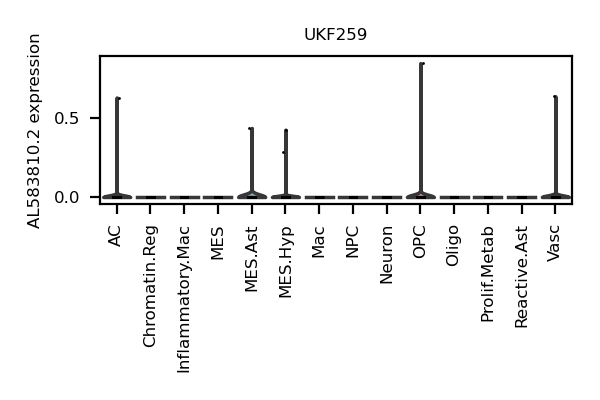 UKF259
AL583810.2 expression
0.5
0.0
AC
Chromatin.Reg
Inflammatory.Mac
MES
MES.Ast
MES.Hyp
Mac
NPC
Neuron
OPC
Oligo
Prolif.Metab
Reactive.Ast
Vasc